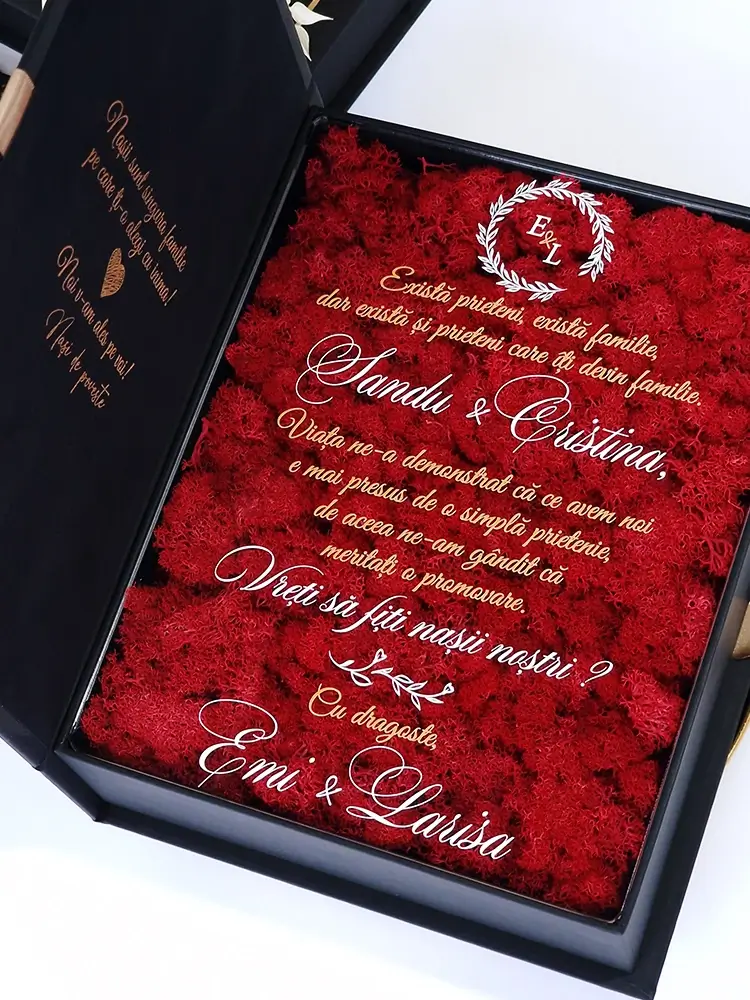 Nașii sunt singura familie
pe care ți-o alegi cu inima!
Noi v-am ales pe voi!
Nași de poveste
E&L
Există prieteni, există familie,
dar există și prieteni care îți devin familie.
Sandu & Cristina,
Viața ne-a demonstrat că ce avem noi
e mai presus de o simplă prietenie,
de aceea ne-am gândit că
meritați o promovare.
Vreți să fiți nașii noștri ?
Cu dragoste,
Emi & Larisa